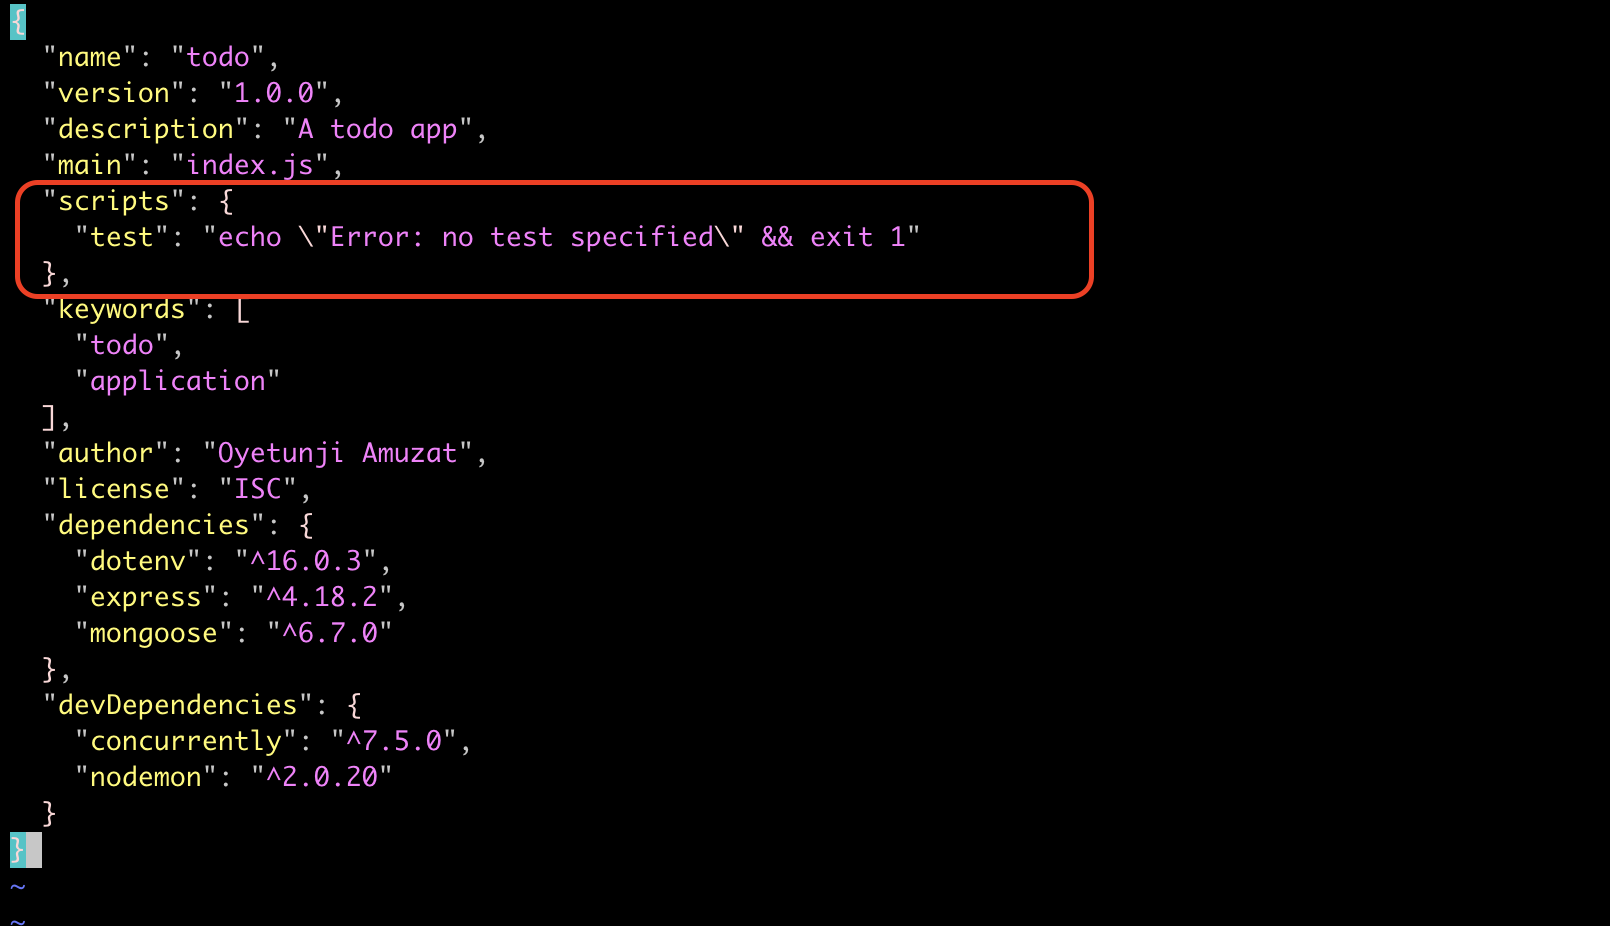 {
  "name": "todo",
  "version": "1.0.0",
  "description": "A todo app",
  "main": "index.js",
  "scripts": {
    "test": "echo \"Error: no test specified\" && exit 1"
  },
  "keywords": [
    "todo",
    "application"
  ],
  "author": "Oyetunji Amuzat",
  "license": "ISC",
  "dependencies": {
    "dotenv": "^16.0.3",
    "express": "^4.18.2",
    "mongoose": "^6.7.0"
  },
  "devDependencies": {
    "concurrently": "^7.5.0",
    "nodemon": "^2.0.20"
  }
}
~
~